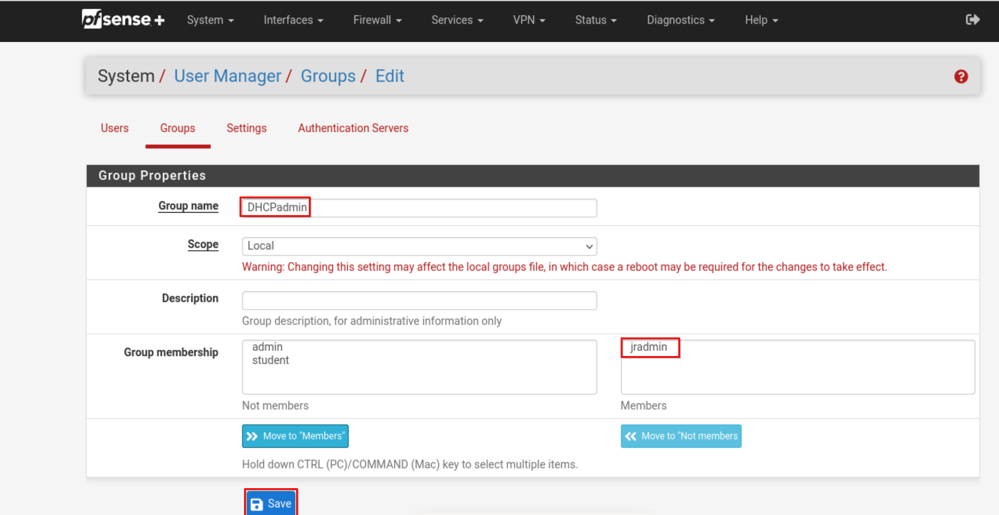 pfsense + System Interfaces Firewall Services VPN Status Diagnostics Help
System / User Manager / Groups / Edit
Users Groups Settings Authentication Servers
Group Properties
Group name DHCPadmin
Scope Local
Warning: Changing this setting may affect the local groups file, in which case a reboot may be required for the changes to take effect.
Description
Group description, for administrative information only
Group membership admin jradmin
student
Not members Members
Move to "Members" Move to "Not members
Hold down CTRL (PC)/COMMAND (Mac) key to select multiple items.
Save